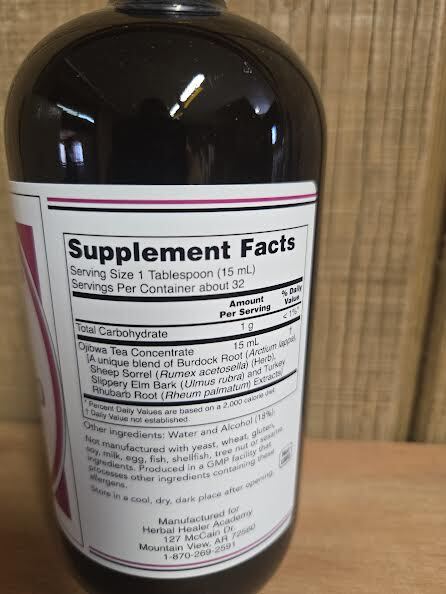 Supplement Facts
Serving Size 1 Tablespoon (15 mL)
Servings Per Container about 32
Amount Per Serving
% Daily Value
Total Carbohydrate 1 g <1%*
Ojibwa Tea Concentrate 15 mL †
[A unique blend of Burdock Root (Arctium lappa),
Sheep Sorrel (Rumex acetosella) (Herb),
Slippery Elm Bark (Ulmus rubra) and Turkey
Rhubarb Root (Rheum palmatum) Extracts]
* Percent Daily Values are based on a 2,000 calorie diet.
† Daily Value not established.
Other ingredients: Water and Alcohol (18%).
Not manufactured with yeast, wheat, gluten,
soy, milk, egg, fish, shellfish, tree nut or sesame
ingredients. Produced in a GMP facility that
processes other ingredients containing these
allergens.
Store in a cool, dry, dark place after opening.
Manufactured for
Herbal Healer Academy
127 McCain Dr.
Mountain View, AR 72560
1-870-269-2591